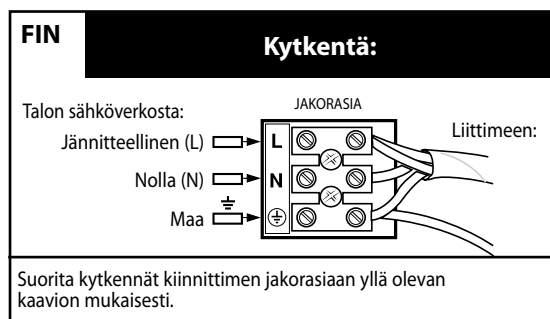 FIN
Kytkentä:
Talon sähköverkosta:
JAKORASIA
Jännitteellinen (L)
L
Liittimeen:
Nolla (N)
N
Maa
Suorita kytkennät kiinnittimen jakorasiaan yllä olevan
kaavion mukaisesti.